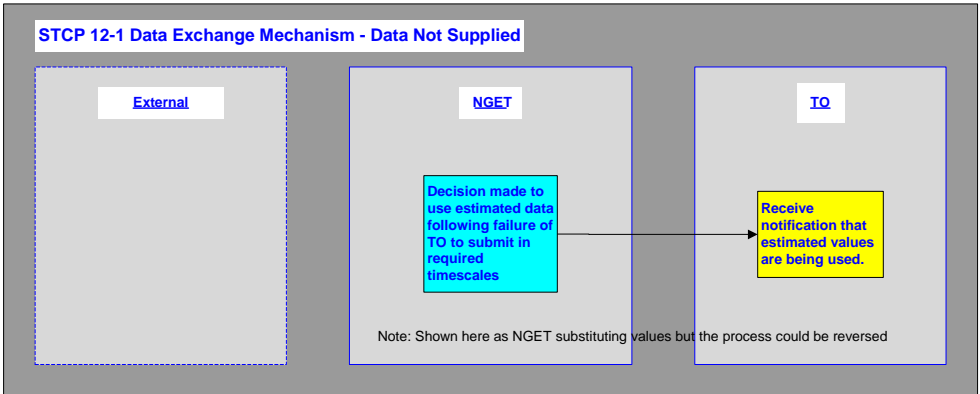 STCP 12-1 Data Exchange Mechanism - Data Not Supplied
External
NGET
TO
Decision made to
use estimated data
following failure of
TO to submit in
required
timescales
Receive
notification that
estimated values
are being used.
Note: Shown here as NGET substituting values but the process could be reversed